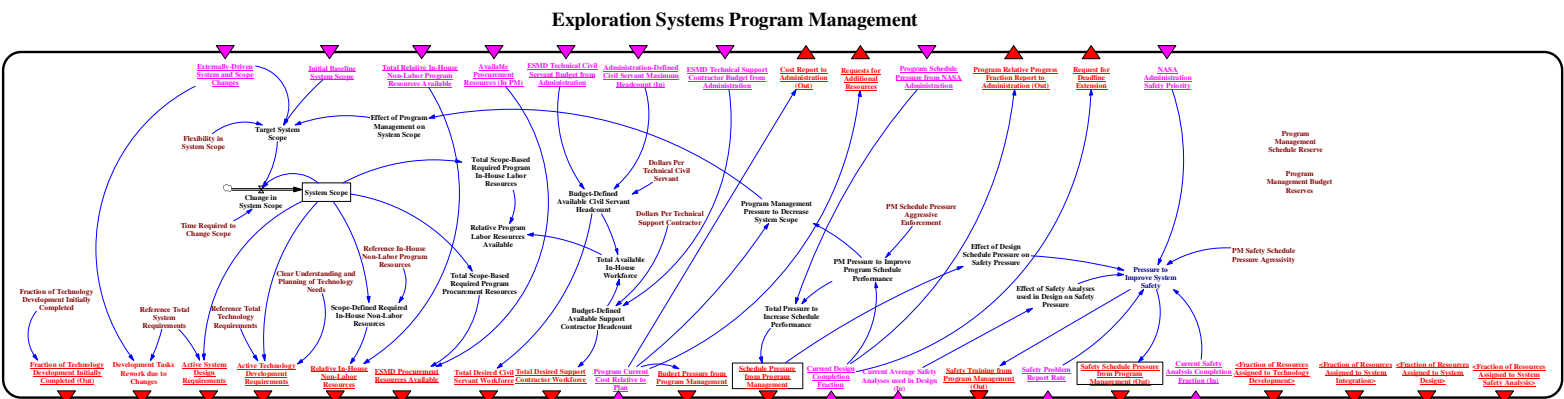 Exploration Systems Program Management
Externally-Driven
System and Scope
Changes
Initial Baseline
System Scope
Total Relative In-House
Non-Labor Program
Resources Available
Available
Procurement
Resources (In PM)
ESMD Technical Civil
Servant Budget from
Administration
Administration-Defined
Civil Servant Maximum
Headcount (In)
ESMD Technical Support
Contractor Budget from
Administration
Cost Report to
Administration
(Out)
Requests for
Additional
Resources
Program Schedule
Pressure from NASA
Administration
Program Relative Progress
Fraction Report to
Administration (Out)
Request for
Deadline
Extension
NASA
Administration
Safety Priority
Flexibility in
System Scope
Target System
Scope
Effect of Program
Management on
System Scope
Program
Management
Schedule Reserve
Program
Management Budget
Reserves
Total Scope-Based
Required Program
In-House Labor
Resources
Dollars Per
Technical Civil
Servant
System Scope
Change in
System Scope
Time Required to
Change Scope
Budget-Defined
Available Civil Servant
Headcount
Dollars Per Technical
Support Contractor
Program Management
Pressure to Decrease
System Scope
PM Schedule Pressure
Aggressive
Enforcement
Relative Program
Labor Resources
Available
Reference In-House
Non-Labor Program
Resources
Total Available
In-House
Workforce
PM Pressure to Improve
Program Schedule
Performance
Effect of Design
Schedule Pressure on
Safety Pressure
PM Safety Schedule
Pressure Agressivity
Clear Understanding and
Planning of Technology
Needs
Total Scope-Based
Required Program
Procurement Resources
Pressure to
Improve System
Safety
Effect of Safety Analyses
used in Design on Safety
Pressure
Fraction of Technology
Development Initially
Completed
Reference Total
System
Requirements
Reference Total
Technology
Requirements
Scope-Defined Required
In-House Non-Labor
Resources
Budget-Defined
Available Support
Contractor Headcount
Total Pressure to
Increase Schedule
Performance
Fraction of Technology
Development Initially
Completed (Out)
Development Tasks
Rework due to
Changes
Active System
Design
Requirements
Active Technology
Development
Requirements
Relative In-House
Non-Labor
Resources
ESMD Procurement
Resources Available
Total Desired Civil
Servant Workforce
Total Desired Support
Contractor Workforce
Program Current
Cost Relative to
Plan
Budget Pressure from
Program Management
Schedule Pressure
from Program
Management
Current Design
Completion
Fraction
Current Average Safety
Analyses used in Design
(In)
Safety Training from
Program Management
(Out)
Safety Problem
Report Rate
Safety Schedule Pressure
from Program
Management (Out)
Current Safety
Analysis Completion
Fraction (In)
<Fraction of Resources
Assigned to Technology
Development>
<Fraction of Resources
Assigned to System
Integration>
<Fraction of Resources
Assigned to System
Design>
<Fraction of Resources
Assigned to System
Safety Analysis>